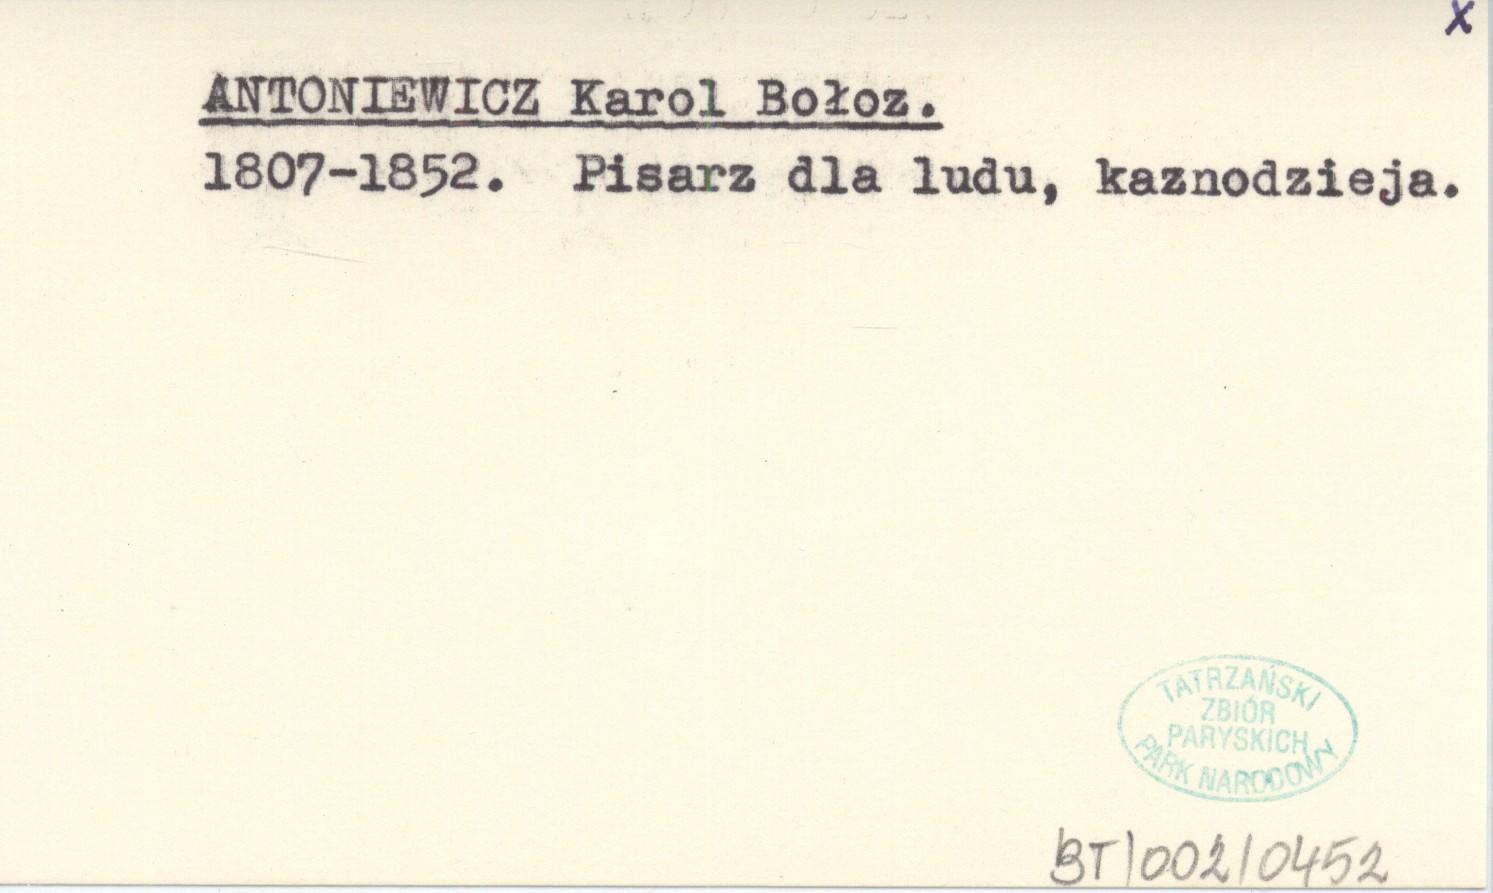 X
ANTONIEWICZ Karol Bołoz.
1807-1852. Pisarz dla ludu, kaznodzieja.
TATRZAŃSKI
ZBIÓR
PARYSKICH
PARK NARODOWY
BT/002/0452